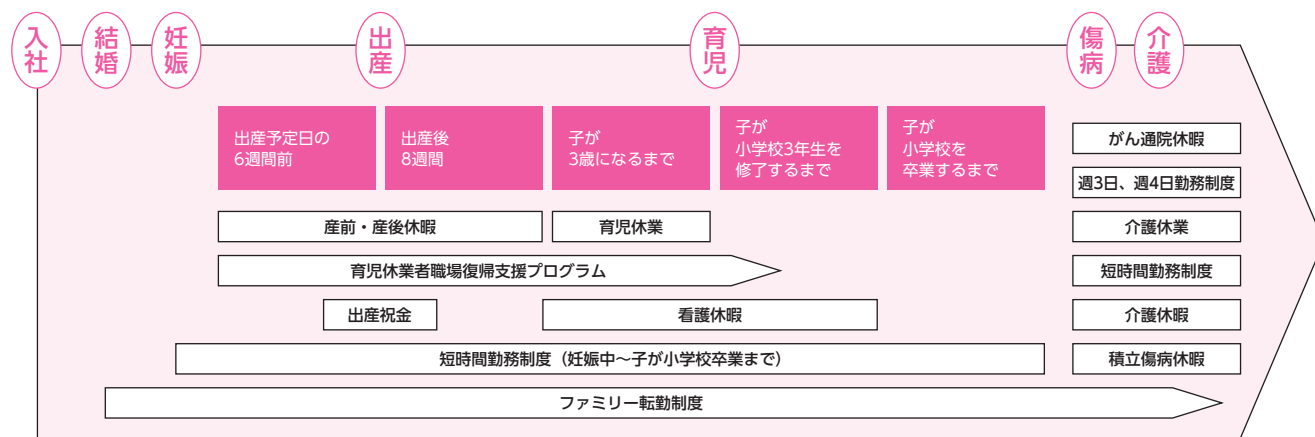 入社
結婚
妊娠
出産
育児
傷病
介護
出産予定日の
6週間前
出産後
8週間
子が
3歳になるまで
子が
小学校3年生を
修了するまで
子が
小学校を
卒業するまで
産前・産後休暇
育児休業
育児休業者職場復帰支援プログラム
出産祝金
看護休暇
短時間勤務制度（妊娠中～子が小学校卒業まで）
ファミリー転勤制度
がん通院休暇
週3日、週4日勤務制度
介護休業
短時間勤務制度
介護休暇
積立傷病休暇